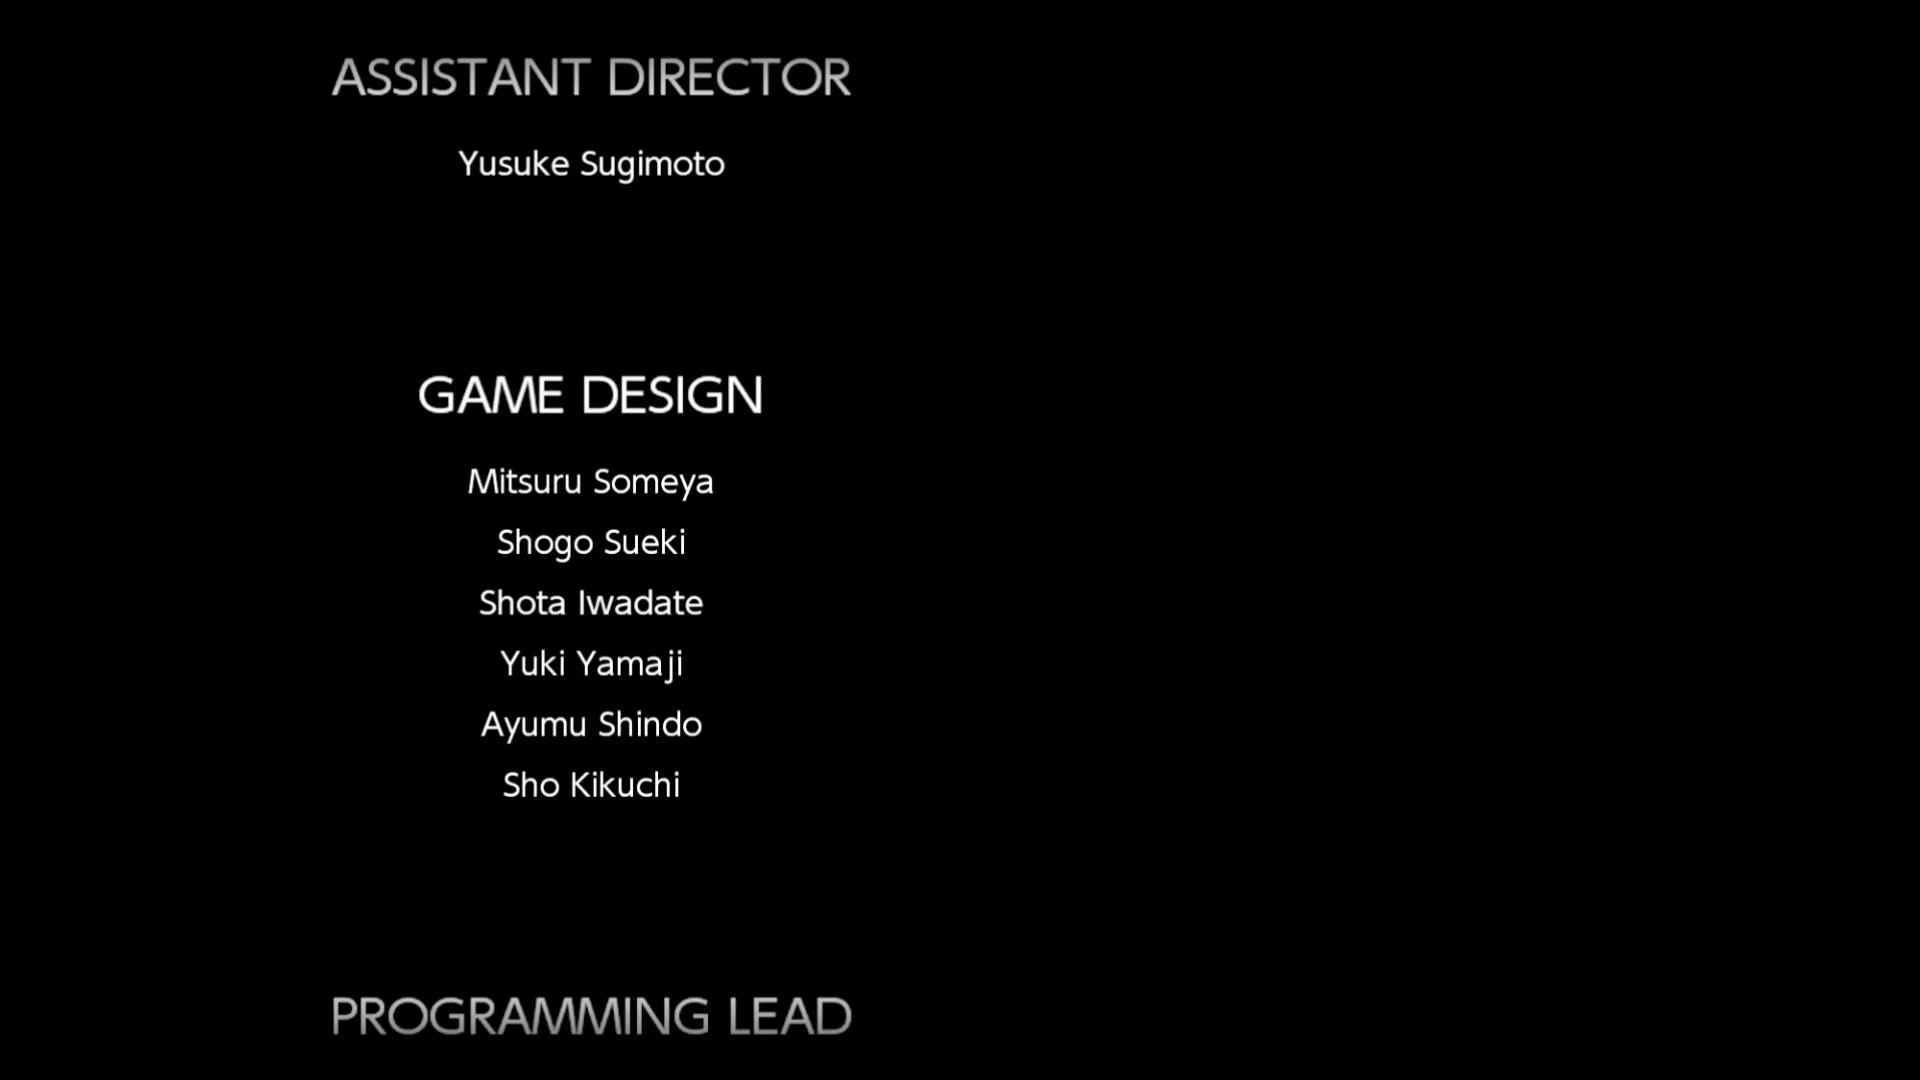 ASSISTANT DIRECTOR
Yusuke Sugimoto
GAME DESIGN
Mitsuru Someya
Shogo Sueki
Shota Iwadate
Yuki Yamaji
Ayumu Shindo
Sho Kikuchi
PROGRAMMING LEAD